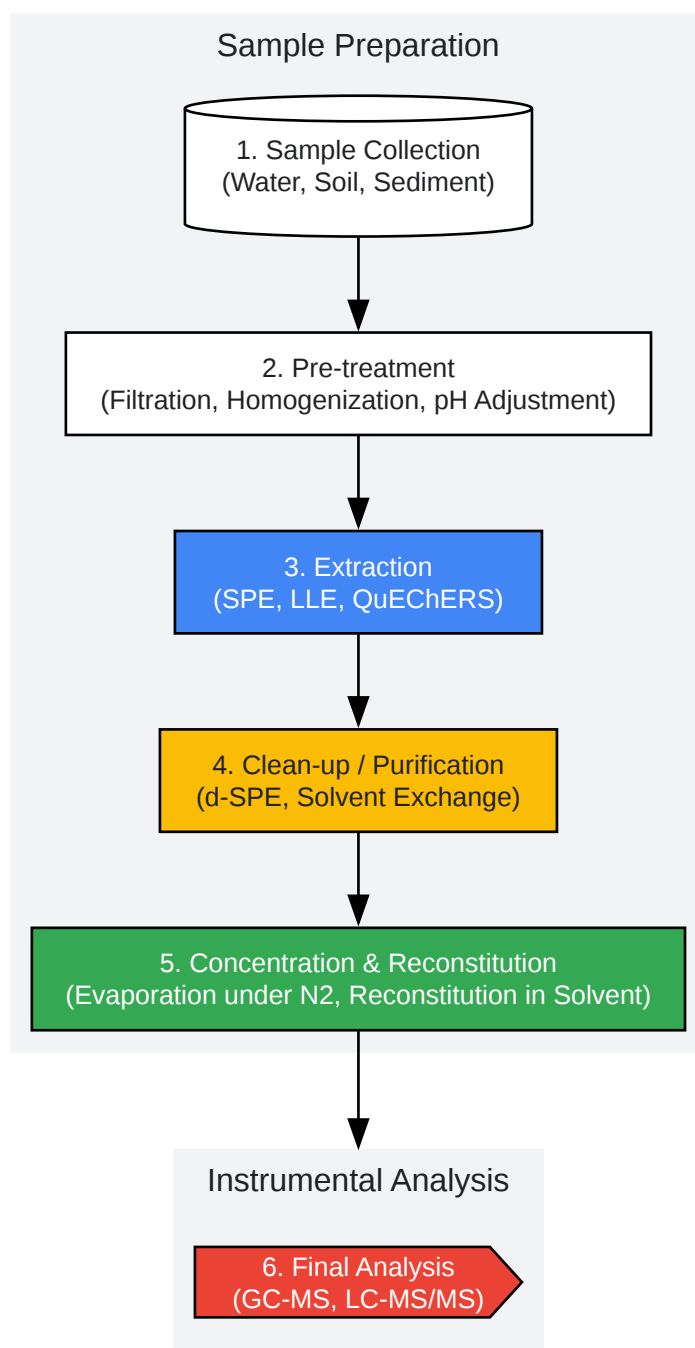 Sample Preparation
1. Sample Collection
(Water, Soil, Sediment)
2. Pre-treatment
(Filtration, Homogenization, pH Adjustment)
3. Extraction
(SPE, LLE, QuEChERS)
4. Clean-up / Purification
(d-SPE, Solvent Exchange)
5. Concentration & Reconstitution
(Evaporation under N2, Reconstitution in Solvent)
Instrumental Analysis
6. Final Analysis
(GC-MS, LC-MS/MS)